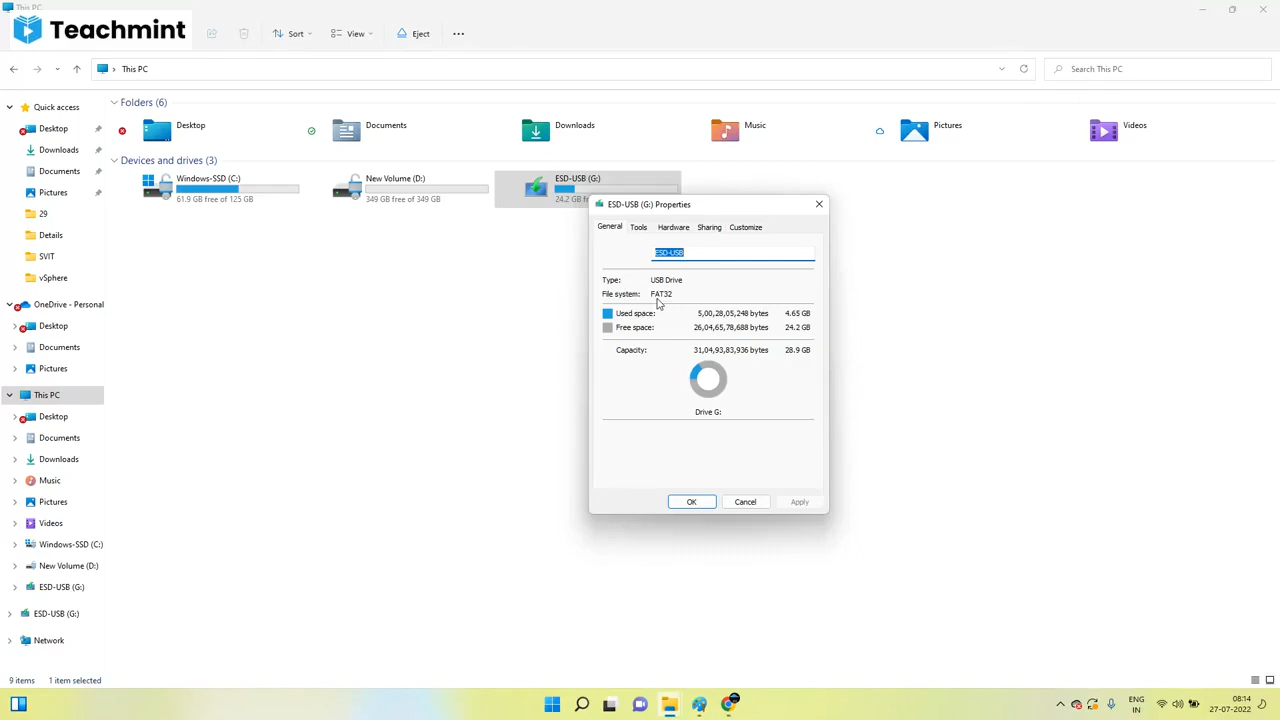 This PC
Teachmint
Sort
View
Eject
This PC
Search This PC
Quick access
Desktop
Downloads
Documents
Pictures
29
Details
SVIT
vSphere
OneDrive - Personal
Desktop
Documents
Pictures
This PC
Desktop
Documents
Downloads
Music
Pictures
Videos
Windows-SSD (C:)
New Volume (D:)
ESD-USB (G:)
ESD-USB (G:)
Network
Folders (6)
Desktop
Documents
Downloads
Music
Pictures
Videos
Devices and drives (3)
Windows-SSD (C:)
61.9 GB free of 125 GB
New Volume (D:)
349 GB free of 349 GB
ESD-USB (G:)
24.2 GB fr
ESD-USB (G:) Properties
General Tools Hardware Sharing Customize
ESD-USB
Type: USB Drive
File system: FAT32
Used space: 5,00,28,05,248 bytes 4.65 GB
Free space: 26,04,65,78,688 bytes 24.2 GB
Capacity: 31,04,93,83,936 bytes 28.9 GB
Drive G:
OK Cancel Apply
9 items 1 item selected
ENG
IN
08:14
27-07-2022